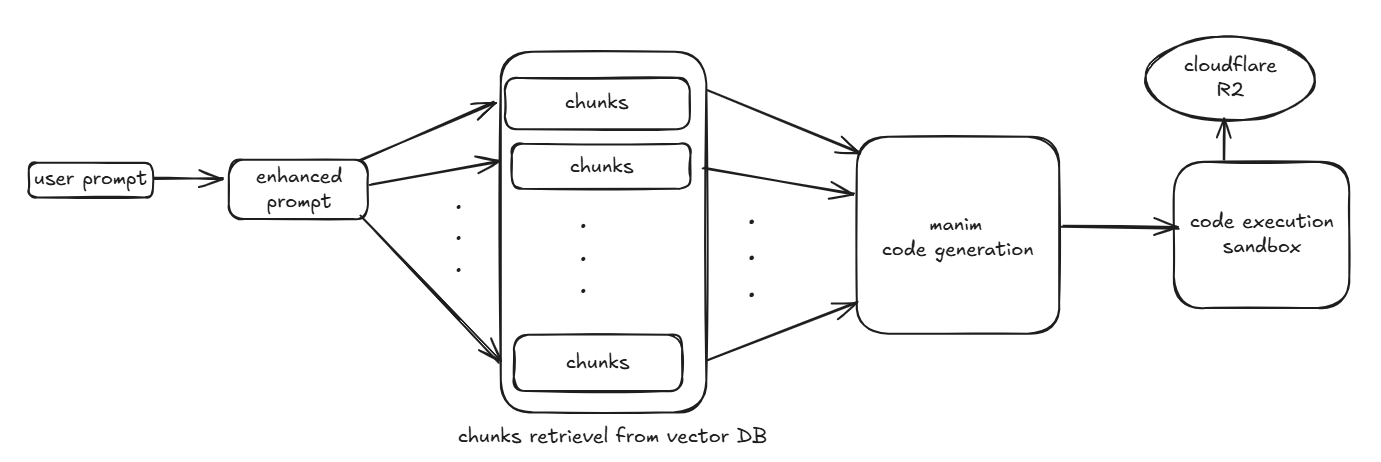 user prompt
enhanced
prompt
chunks
chunks
chunks
chunks retrievel from vector DB
manim
code generation
code execution
sandbox
cloudflare
R2